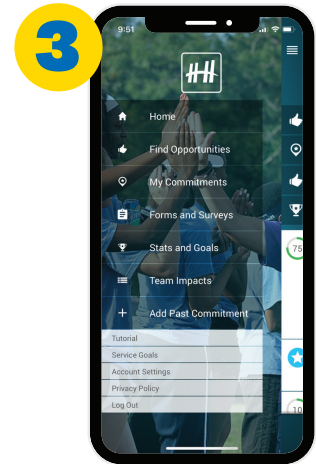 3
9:51
HH
Home
Find Opportunities
My Commitments
Forms and Surveys
Stats and Goals
75
Team Impacts
Add Past Commitment
Tutorial
Service Goals
Account Settings
Privacy Policy
10
Log Out